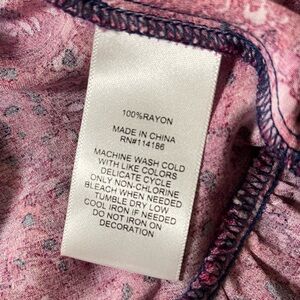 100%RAYON
MADE IN CHINA
RN#114186
MACHINE WASH COLD
WITH LIKE COLORS
DELICATE CYCLE
ONLY NON-CHLORINE
BLEACH WHEN NEEDED
TUMBLE DRY LOW
COOL IRON IF NEEDED
DO NOT IRON ON
DECORATION